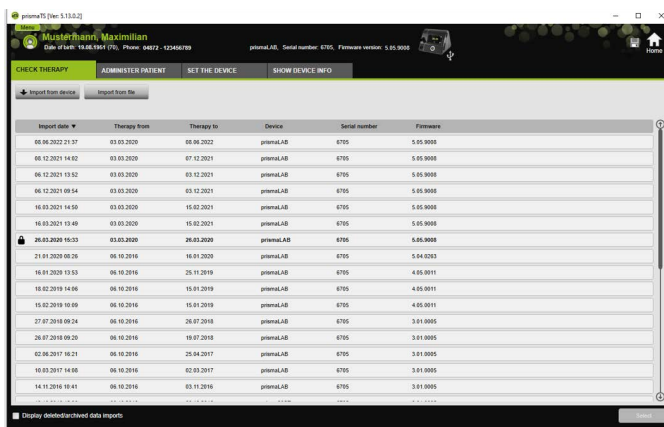 prismaTS [Ver. 5.13.0.2]
Menu
Mustermann, Maximilian
Date of birth: 19.08.1951 (70), Phone: 04872 - 123456789 prismaLAB, Serial number: 6705, Firmware version: 5.05.9008
Home
CHECK THERAPY ADMINISTER PATIENT SET THE DEVICE SHOW DEVICE INFO
Import from device Import from file
Import date ▼ Therapy from Therapy to Device Serial number Firmware
08.06.2022 21:37 03.03.2020 08.06.2022 prismaLAB 6705 5.05.9008
08.12.2021 14:02 03.03.2020 07.12.2021 prismaLAB 6705 5.05.9008
06.12.2021 13:52 03.03.2020 03.12.2021 prismaLAB 6705 5.05.9008
06.12.2021 09:54 03.03.2020 03.12.2021 prismaLAB 6705 5.05.9008
16.03.2021 14:50 03.03.2020 15.02.2021 prismaLAB 6705 5.05.9008
16.03.2021 13:49 03.03.2020 15.02.2021 prismaLAB 6705 5.05.9008
26.03.2020 15:33 03.03.2020 26.03.2020 prismaLAB 6705 5.05.9008
21.01.2020 08:26 06.10.2016 16.01.2020 prismaLAB 6705 5.04.0263
16.01.2020 13:53 06.10.2016 25.11.2019 prismaLAB 6705 4.05.0011
18.02.2019 14:06 06.10.2016 15.01.2019 prismaLAB 6705 4.05.0011
15.02.2019 10:09 06.10.2016 15.01.2019 prismaLAB 6705 4.05.0011
27.07.2018 09:24 06.10.2016 26.07.2018 prismaLAB 6705 3.01.0005
26.07.2018 09:20 06.10.2016 19.07.2018 prismaLAB 6705 3.01.0005
02.06.2017 16:21 06.10.2016 25.04.2017 prismaLAB 6705 3.01.0005
10.03.2017 14:08 06.10.2016 02.03.2017 prismaLAB 6705 3.01.0005
14.11.2016 10:41 06.10.2016 03.11.2016 prismaLAB 6705 3.01.0005
Display deleted/archived data imports Select